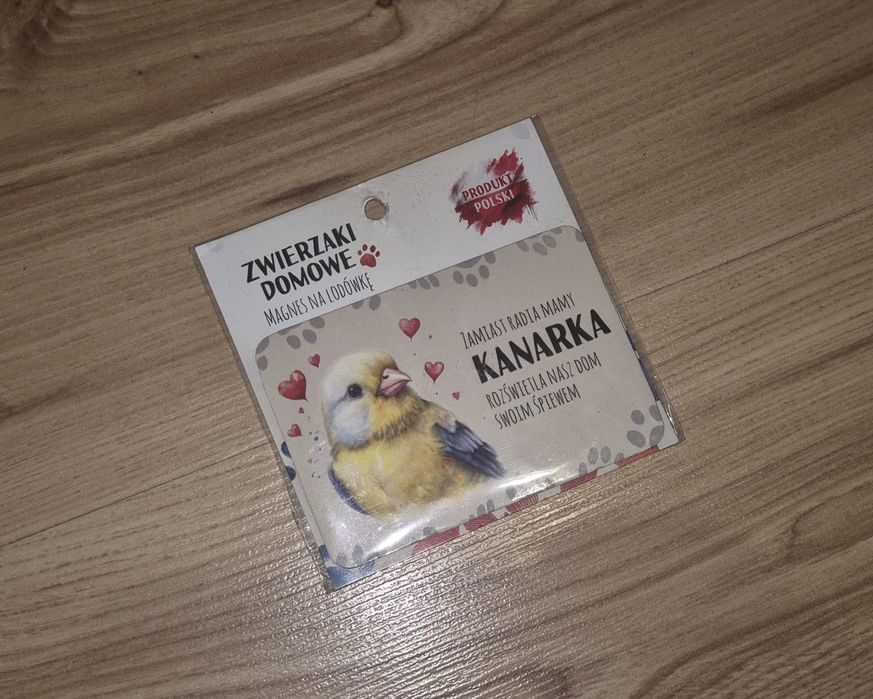 ZWIERZAKI
DOMOWE
MAGNES NA LODÓWKĘ
PRODUKT
POLSKI
ZAMIAST RADIA MAMY
KANARKA
ROZŚWIETLA NASZ DOM
SWOIM ŚPIEWEM